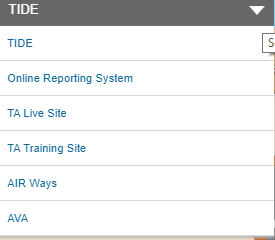 TIDE
TIDE
S
Online Reporting System
TA Live Site
TA Training Site
AIR Ways
AVA